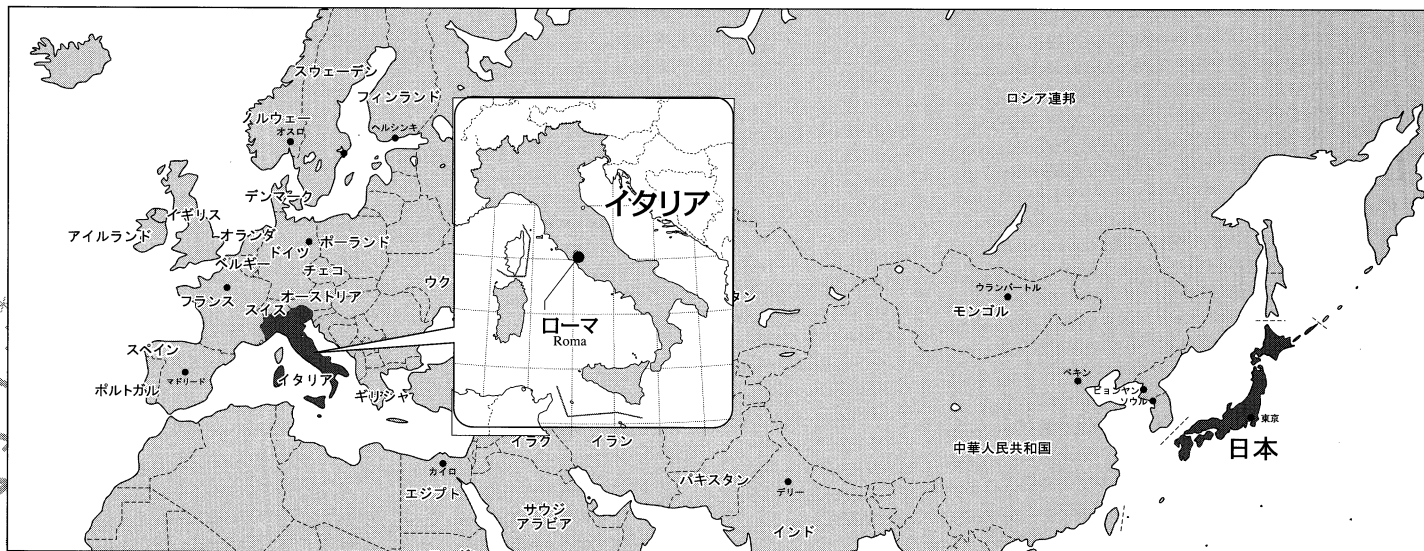 スウェーデン
フィンランド
ロシア連邦
ノルウェー
オスロ
ヘルシンキ
デンマーク
イギリス
イタリア
アイルランド
オランダ
ドイツ
ポーランド
ベルギー
チェコ
ウク
ウランバートル
フランス
オーストリア
タン
モンゴル
スイス
ローマ
Roma
スペイン
マドリード
イタリア
ペキン
ポルトガル
ギリシャ
ピョンヤン
ソウル
東京
イラク
イラン
中華人民共和国
日本
カイロ
エジプト
パキスタン
デリー
サウジ
アラビア
インド